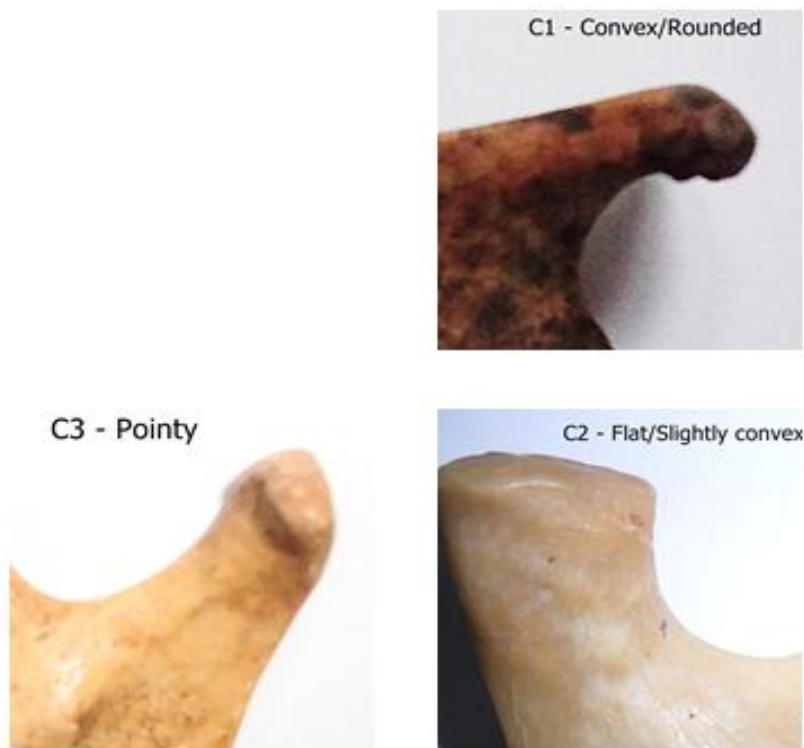 C1 - Convex/Rounded
C3 - Pointy
C2 - Flat/Slightly convex